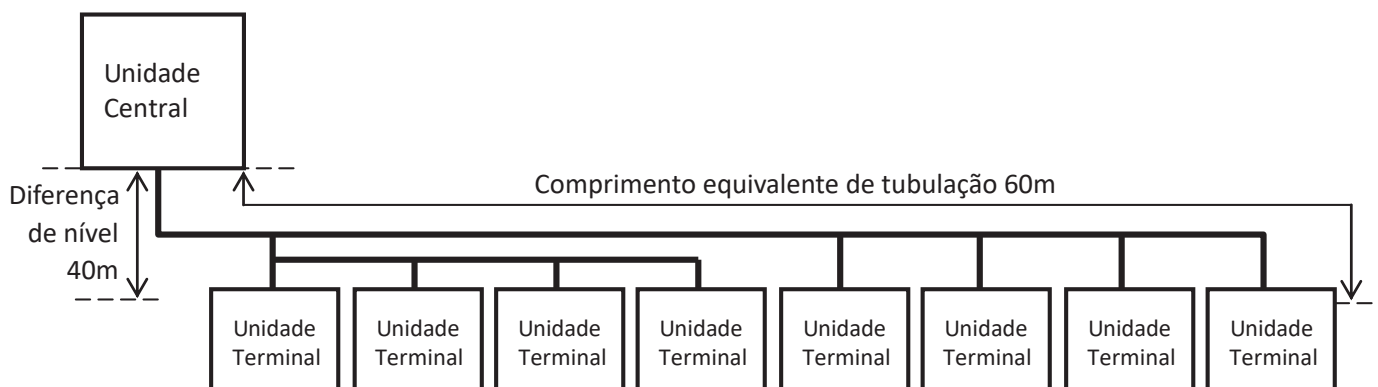 Unidade
Central
Comprimento equivalente de tubulação 60m
Diferença
de nível
40m
Unidade
Terminal
Unidade
Terminal
Unidade
Terminal
Unidade
Terminal
Unidade
Terminal
Unidade
Terminal
Unidade
Terminal
Unidade
Terminal